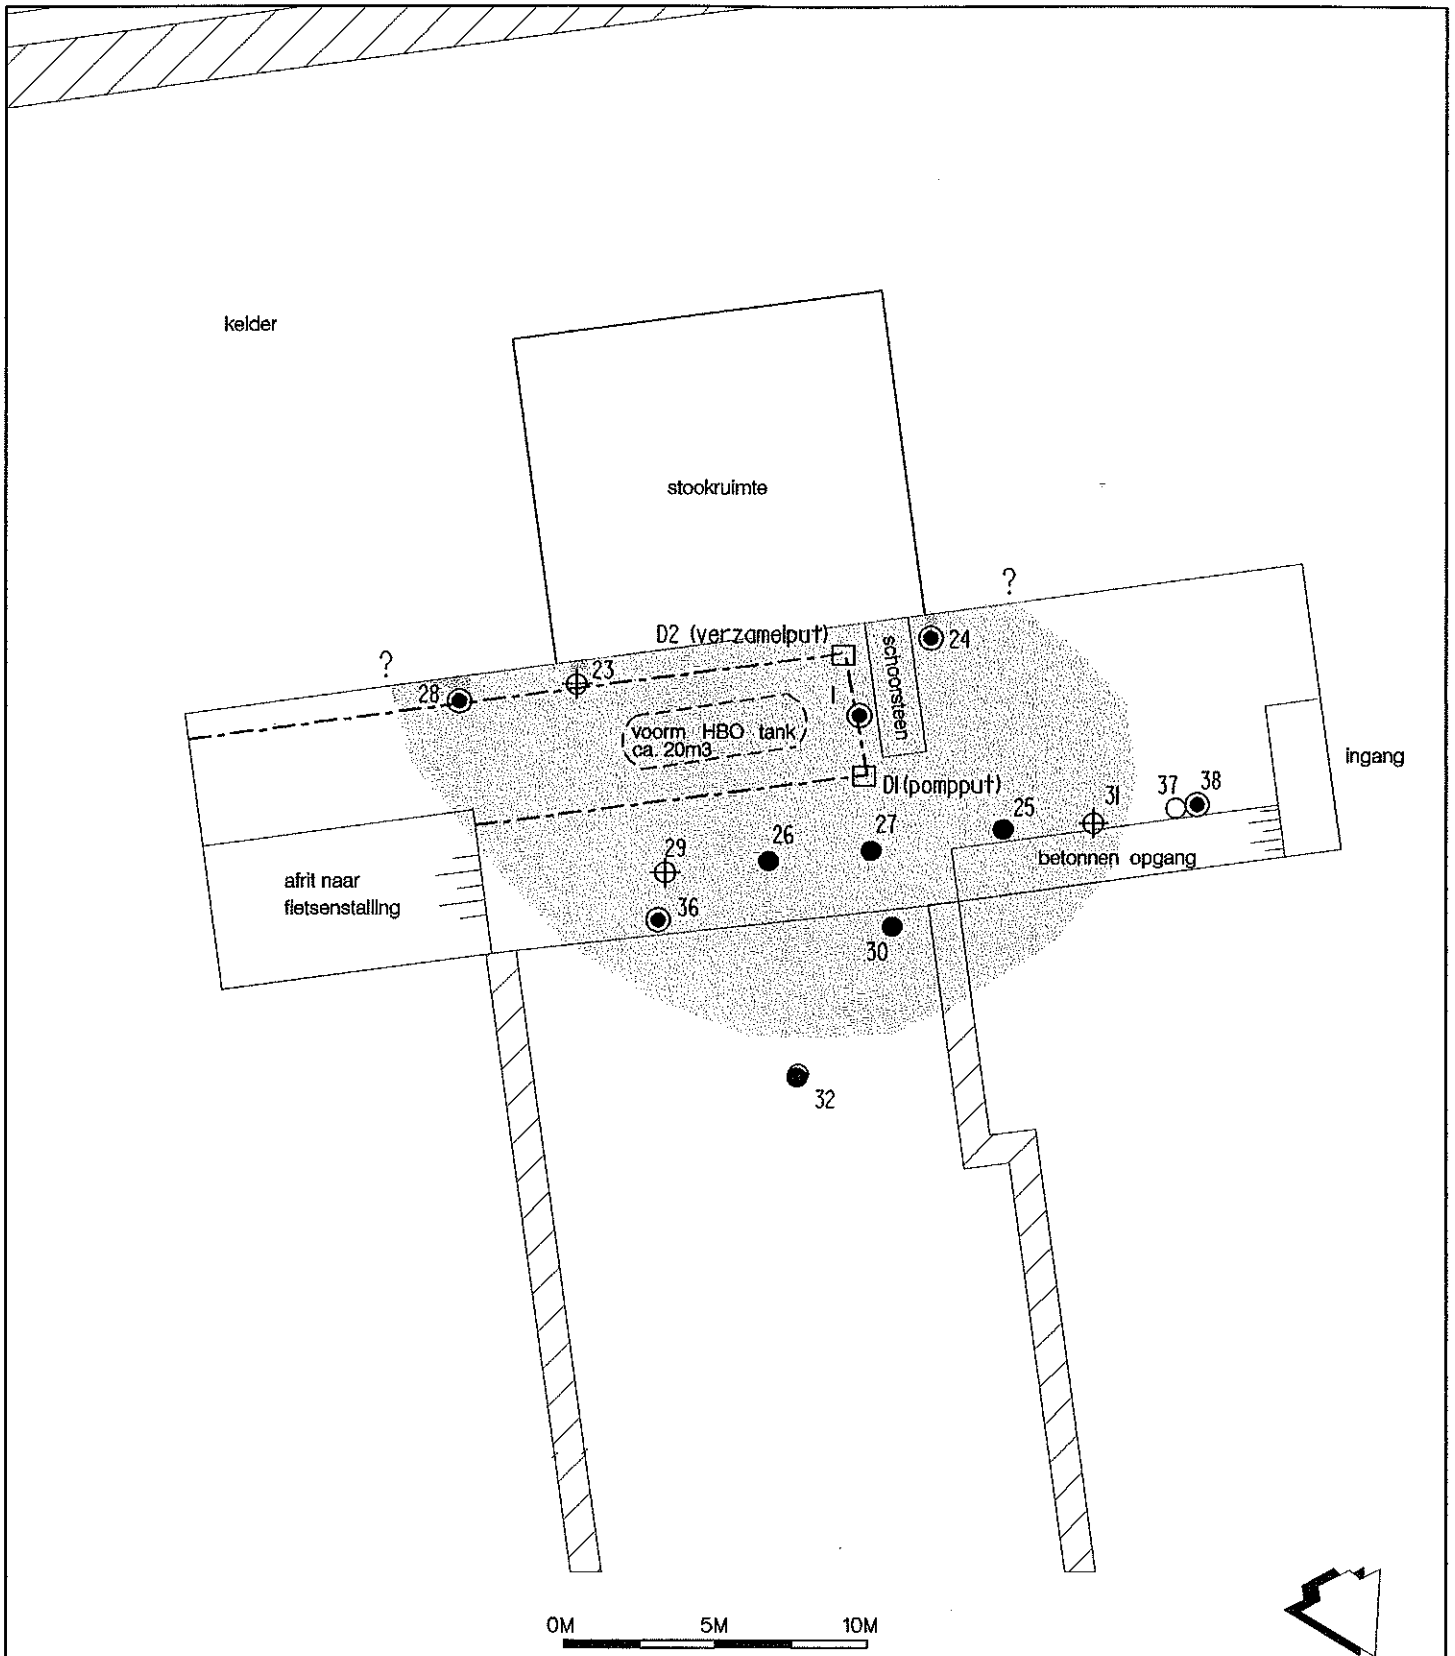 kelder
stookruimte
?
D2 (verzamelput)
schoorsteen
24
?
23
28
1
voorm HBO tank
ca. 20m3
ingang
D1 (pompput)
37
38
31
25
27
26
29
betonnen opgang
afrit naar
fietsenstalling
36
30
32
0M 5M 10M